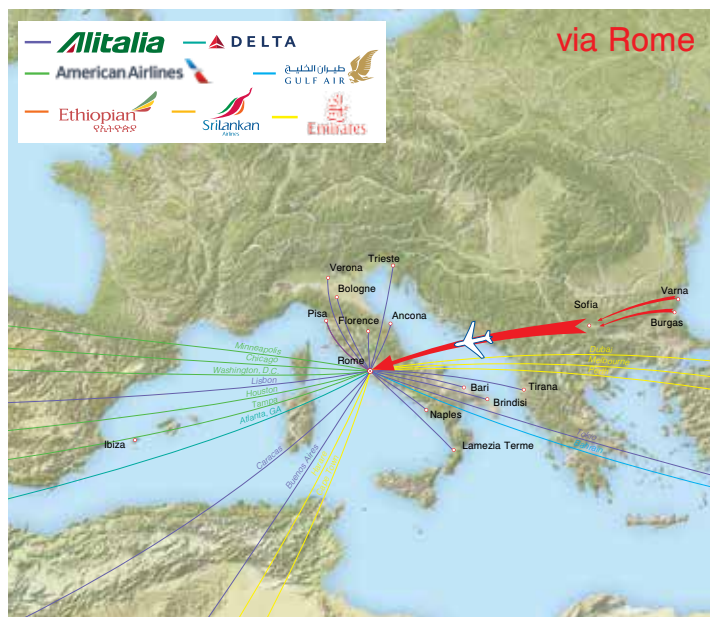 via Rome
Alitalia
DELTA
American Airlines
طيران الخليج
GULF AIR
Ethiopian
የኢትዮጵያ
SriLankan
Airlines
Emirates
Trieste
Verona
Bologne
Varna
Sofia
Pisa
Florence
Ancona
Burgas
Minneapolis
Chicago
Rome
Dubai
Washington, D.C.
Lisbon
Houston
Bari
Tirana
Tampa
Brindisi
Atlanta, GA
Naples
Ibiza
Lamezia Terme
Caracas
Buenos Aires